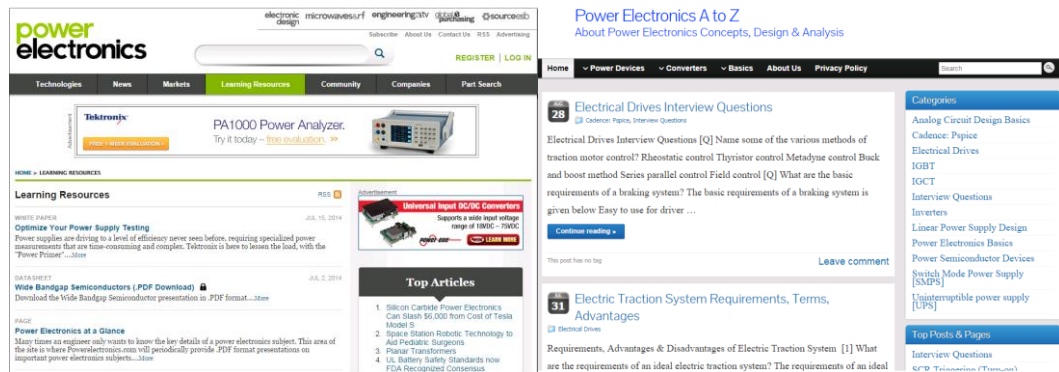 power
electronics
electronic design microwaves&rf engineering:tv global purchasing sourceesb
Subscribe About Us Contact Us RSS Advertising
REGISTER | LOG IN
Technologies News Markets Learning Resources Community Companies Part Search
Advertisement
Tektronix
PA1000 Power Analyzer.
Try it today – free evaluation. >>
FREE 4-WEEK EVALUATION
HOME > LEARNING RESOURCES
Learning Resources
RSS
WHITE PAPER JUL 15, 2014
Optimize Your Power Supply Testing
Power supplies are driving to a level of efficiency never seen before, requiring specialized power
measurements that are time-consuming and complex. Tektronix is here to lessen the load, with the
"Power Primer"....More
DATASHEET JUL 2, 2014
Wide Bandgap Semiconductors (.PDF Download)
Download the Wide Bandgap Semiconductor presentation in .PDF format....More
PAGE
Power Electronics at a Glance
Many times an engineer only wants to know the key details of a power electronics subject. This area of
the site is where Powerelectronics.com will periodically provide .PDF format presentations on
important power electronics subjects....More
Advertisement
Universal Input DC/DC Converters
Supports a wide input voltage
range of 18VDC – 75VDC
POWER-ONE
LEARN MORE
Top Articles
1. Silicon Carbide Power Electronics
Can Slash $6,000 from Cost of Tesla
Model S
2. Space Station Robotic Technology to
Aid Pediatric Surgeons
3. Planar Transformers
4. UL Battery Safety Standards now
FDA Recognized Consensus
Power Electronics A to Z
About Power Electronics Concepts, Design & Analysis
Home Power Devices Converters Basics About Us Privacy Policy
Search
AUG
28
Electrical Drives Interview Questions
Cadence: Pspice, Interview Questions
Electrical Drives Interview Questions [Q] Name some of the various methods of
traction motor control? Rheostatic control Thyristor control Metadyne control Buck
and boost method Series parallel control Field control [Q] What are the basic
requirements of a braking system? The basic requirements of a braking system is
given below Easy to use for driver …
Continue reading »
This post has no tag
Leave comment
31
Electric Traction System Requirements, Terms,
Advantages
Electrical Drives
Requirements, Advantages & Disadvantages of Electric Traction System [1] What
are the requirements of an ideal electric traction system? The requirements of an ideal
Categories
Analog Circuit Design Basics
Cadence: Pspice
Electrical Drives
IGBT
IGCT
Interview Questions
Inverters
Linear Power Supply Design
Power Electronics Basics
Power Semiconductor Devices
Switch Mode Power Supply
[SMPS]
Uninterruptible power supply
[UPS]
Top Posts & Pages
Interview Questions
SCR Triggering (Turn-on)